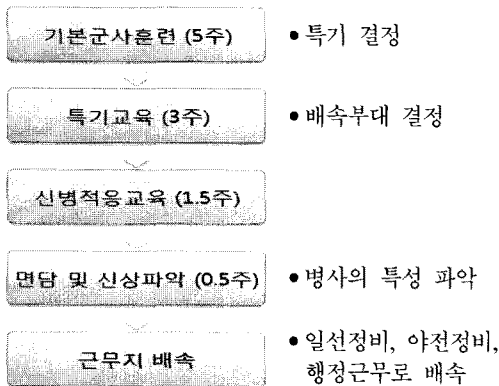 기본군사훈련 (5주)
• 특기 결정
특기교육 (3주)
• 배속부대 결정
신병적응교육 (1.5주)
면담 및 신상파악 (0.5주)
• 병사의 특성 파악
근무지 배속
• 일선정비, 야전정비,
행정근무로 배속